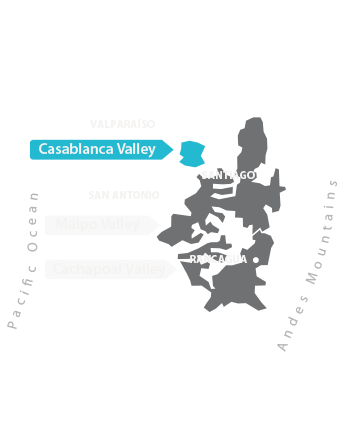 VALPARAÍSO
Casablanca Valley
SANTIAGO
SAN ANTONIO
Maipo Valley
RANCAGUA
Cachapoal Valley
Pacific Ocean
Andes Mountains